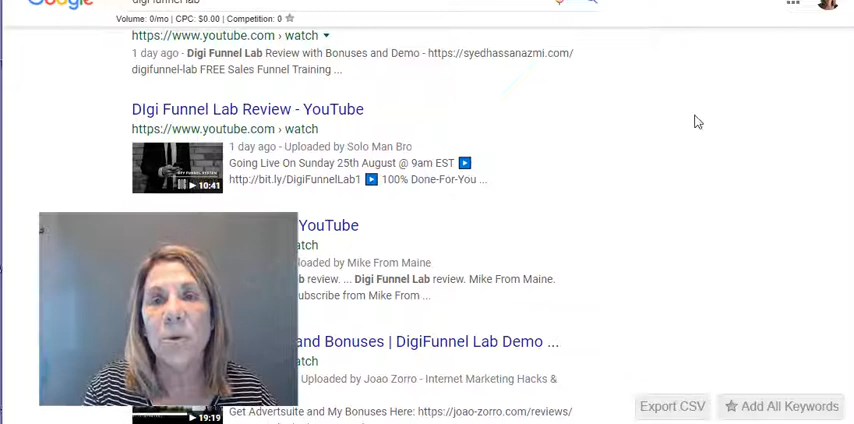 Google digifunnel lab
Volume: 0/mo | CPC: $0.00 | Competition: 0
https://www.youtube.com › watch
1 day ago - Digi Funnel Lab Review with Bonuses and Demo - https://syedhassanazmi.com/
digifunnel-lab FREE Sales Funnel Training ...
DIgi Funnel Lab Review - YouTube
https://www.youtube.com › watch
1 day ago - Uploaded by Solo Man Bro
Going Live On Sunday 25th August @ 9am EST
http://bit.ly/DigiFunnelLab1 100% Done-For-You ...
10:41
YouTube
atch
loaded by Mike From Maine
b review. ... Digi Funnel Lab review. Mike From Maine.
ubscribe from Mike From ...
and Bonuses | DigiFunnel Lab Demo ...
atch
Uploaded by Joao Zorro - Internet Marketing Hacks &
Get Advertsuite and My Bonuses Here: https://joao-zorro.com/reviews/
19:19
Export CSV
Add All Keywords